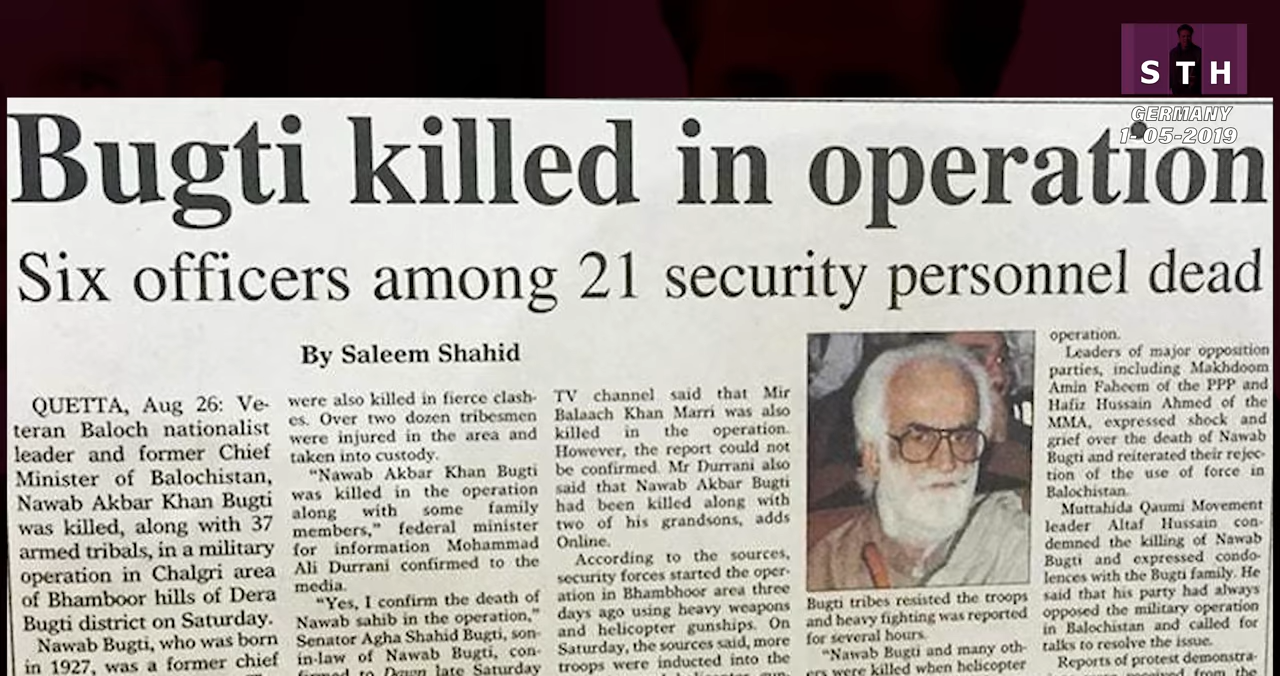 S T H
GERMANY
1-05-2019
Bugti killed in operation
Six officers among 21 security personnel dead
By Saleem Shahid
QUETTA, Aug 26: Ve-
teran Baloch nationalist
leader and former Chief
Minister of Balochistan,
Nawab Akbar Khan Bugti
was killed, along with 37
armed tribals, in a military
operation in Chalgri area
of Bhamboor hills of Dera
Bugti district on Saturday.
Nawab Bugti, who was born
in 1927, was a former chief
were also killed in fierce clash-
es. Over two dozen tribesmen
were injured in the area and
taken into custody.
“Nawab Akbar Khan Bugti
was killed in the operation
along with some family
members,” federal minister
for information Mohammad
Ali Durrani confirmed to the
media.
“Yes, I confirm the death of
Nawab sahib in the operation,”
Senator Agha Shahid Bugti, son-
in-law of Nawab Bugti, con-
firmed to Dawn late Saturday
TV channel said that Mir
Balaach Khan Marri was also
killed in the operation.
However, the report could not
be confirmed. Mr Durrani also
said that Nawab Akbar Bugti
had been killed along with
two of his grandsons, adds
Online.
According to the sources,
security forces started the oper-
ation in Bhambhoor area three
days ago using heavy weapons
and helicopter gunships. On
Saturday, the sources said, more
troops were inducted into the
Bugti tribes resisted the troops
and heavy fighting was reported
for several hours.
“Nawab Bugti and many oth-
ers were killed when helicopter
operation.
Leaders of major opposition
parties, including Makhdoom
Amin Faheem of the PPP and
Hafiz Hussain Ahmed of the
MMA, expressed shock and
grief over the death of Nawab
Bugti and reiterated their rejec-
tion of the use of force in
Balochistan.
Muttahida Qaumi Movement
leader Altaf Hussain con-
demned the killing of Nawab
Bugti and expressed condo-
lences with the Bugti family. He
said that his party had always
opposed the military operation
in Balochistan and called for
talks to resolve the issue.
Reports of protest demonstra-